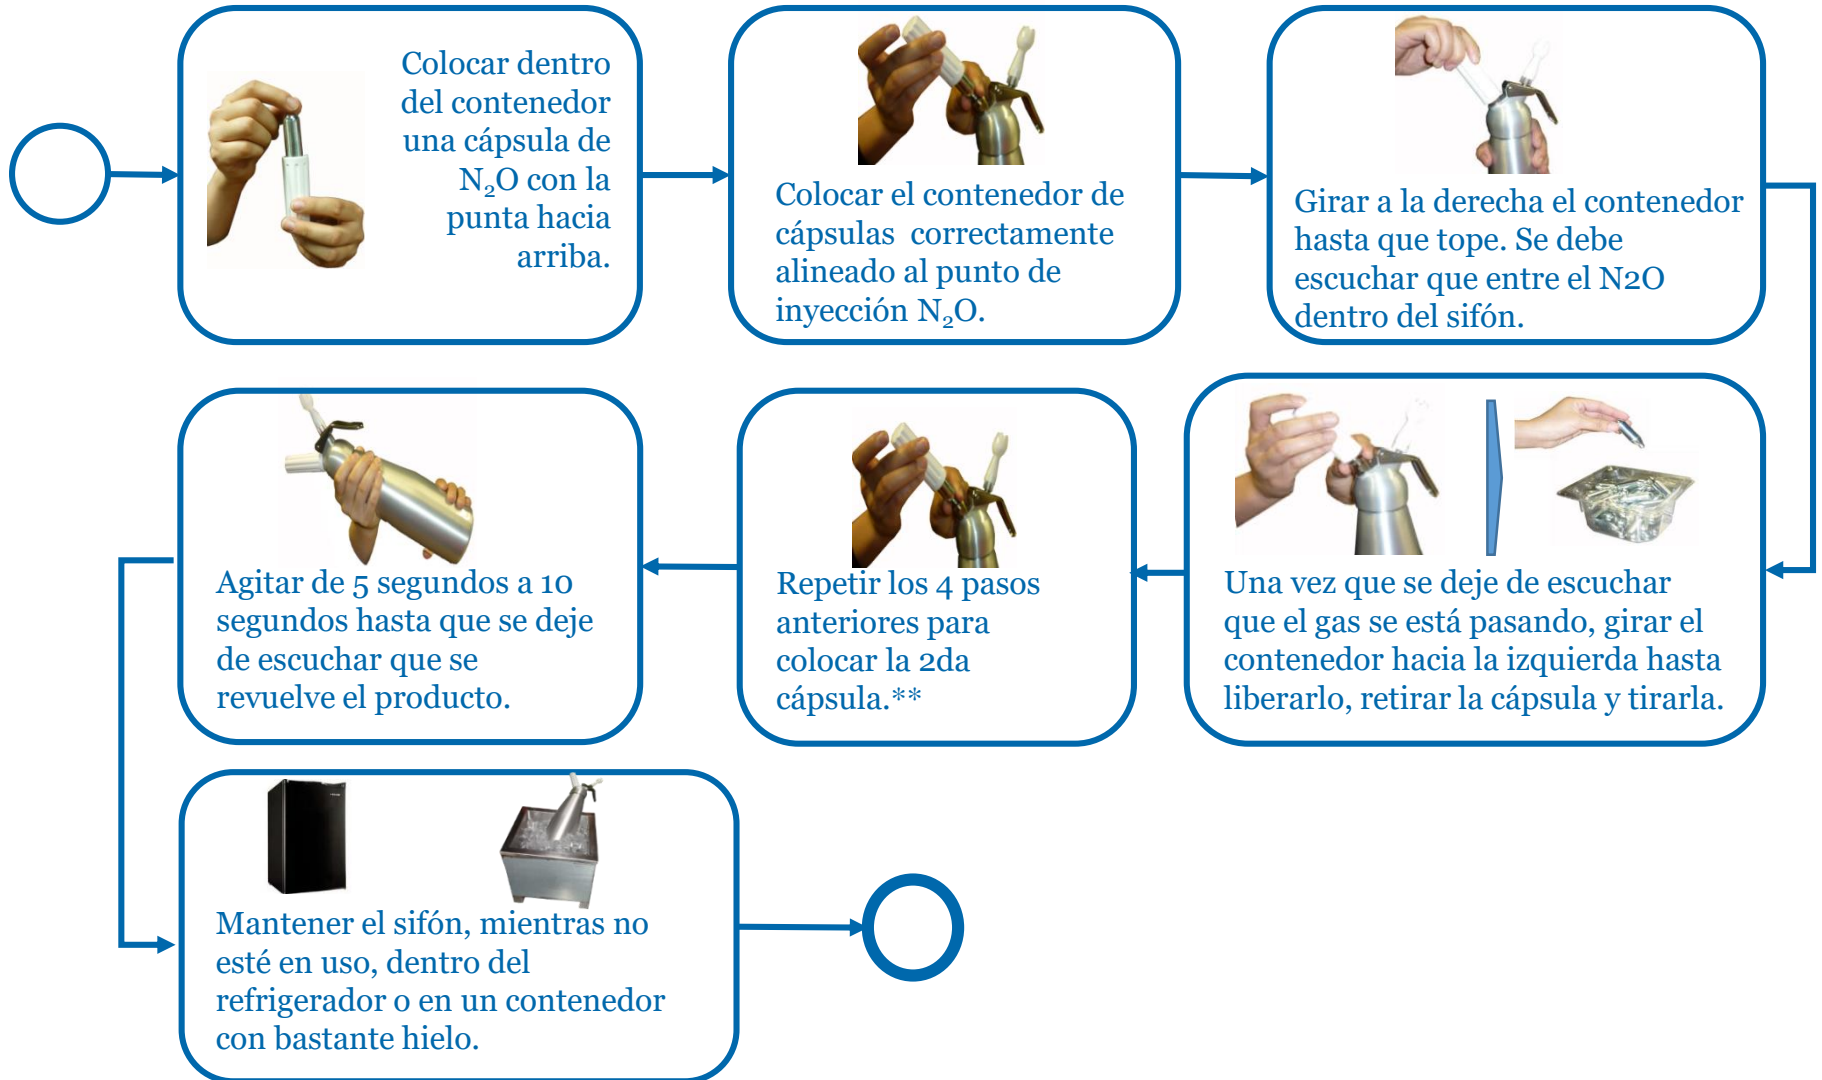 Colocar dentro
del contenedor
una cápsula de
N₂O con la
punta hacia
arriba.
Colocar el contenedor de
cápsulas correctamente
alineado al punto de
inyección N₂O.
Girar a la derecha el contenedor
hasta que tope. Se debe
escuchar que entre el N2O
dentro del sifón.
Una vez que se deje de escuchar
que el gas se está pasando, girar el
contenedor hacia la izquierda hasta
liberarlo, retirar la cápsula y tirarla.
Repetir los 4 pasos
anteriores para
colocar la 2da
cápsula.**
Agitar de 5 segundos a 10
segundos hasta que se deje
de escuchar que se
revuelve el producto.
Mantener el sifón, mientras no
esté en uso, dentro del
refrigerador o en un contenedor
con bastante hielo.